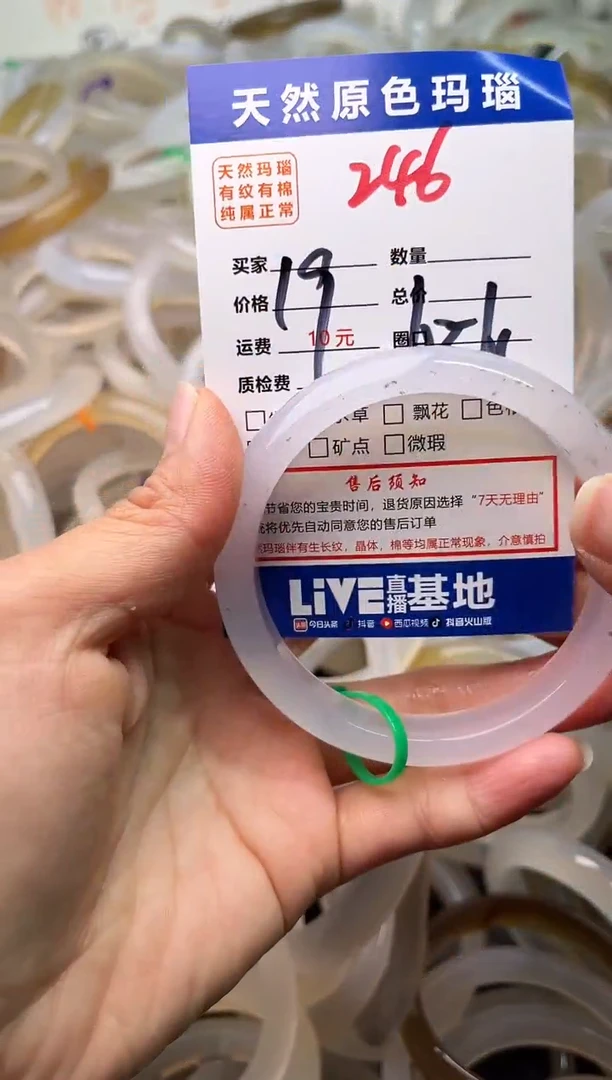 天然原色玛瑙
天然玛瑙
有纹有棉
纯属正常
246
买家 数量
价格 19 总价
运费 10元 圈口
质检费
飘花 色
矿点 微瑕
售后须知
节省您的宝贵时间，退货原因选择“7天无理由”
将优先自动同意您的售后订单
玛瑙伴有生长纹，晶体，棉等均属正常现象，介意慎拍
LiVE直播基地
今日头条 抖音 西瓜视频 抖音火山版